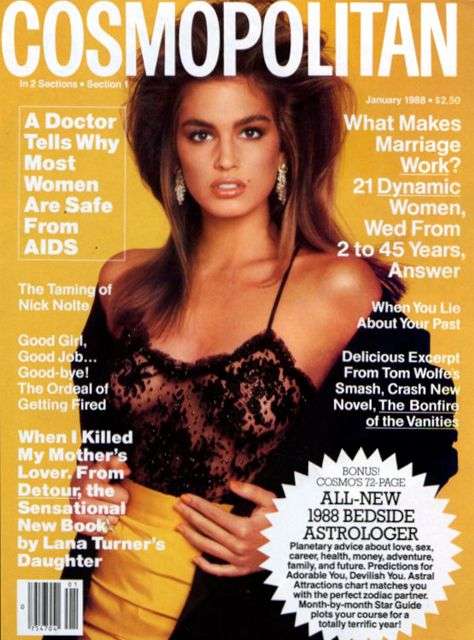 COSMOPOLITAN
In 2 Sections • Section 1
January 1988 • $2.50
A Doctor
Tells Why
Most
Women
Are Safe
From
AIDS
The Taming of
Nick Nolte
Good Girl,
Good Job...
Good-bye!
The Ordeal of
Getting Fired
When I Killed
My Mother's
Lover. From
Detour, the
Sensational
New Book
by Lana Turner's
Daughter
What Makes
Marriage
Work?
21 Dynamic
Women,
Wed From
2 to 45 Years,
Answer
When You Lie
About Your Past
Delicious Excerpt
From Tom Wolfe's
Smash, Crash New
Novel, The Bonfire
of the Vanities
BONUS!
COSMO'S 72-PAGE
ALL-NEW
1988 BEDSIDE
ASTROLOGER
Planetary advice about love, sex,
career, health, money, adventure,
family, and future. Predictions for
Adorable You, Devilish You. Astral
Attractions chart matches you
with the perfect zodiac partner.
Month-by-month Star Guide
plots your course for a
totally terrific year!
01
0